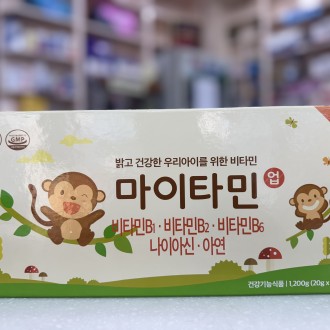 GMP
밝고 건강한 우리아이를 위한 비타민
마이타민 업
비타민B1 · 비타민B2 · 비타민B6
나이아신 · 아연
건강기능식품 | 1,200g (20g x